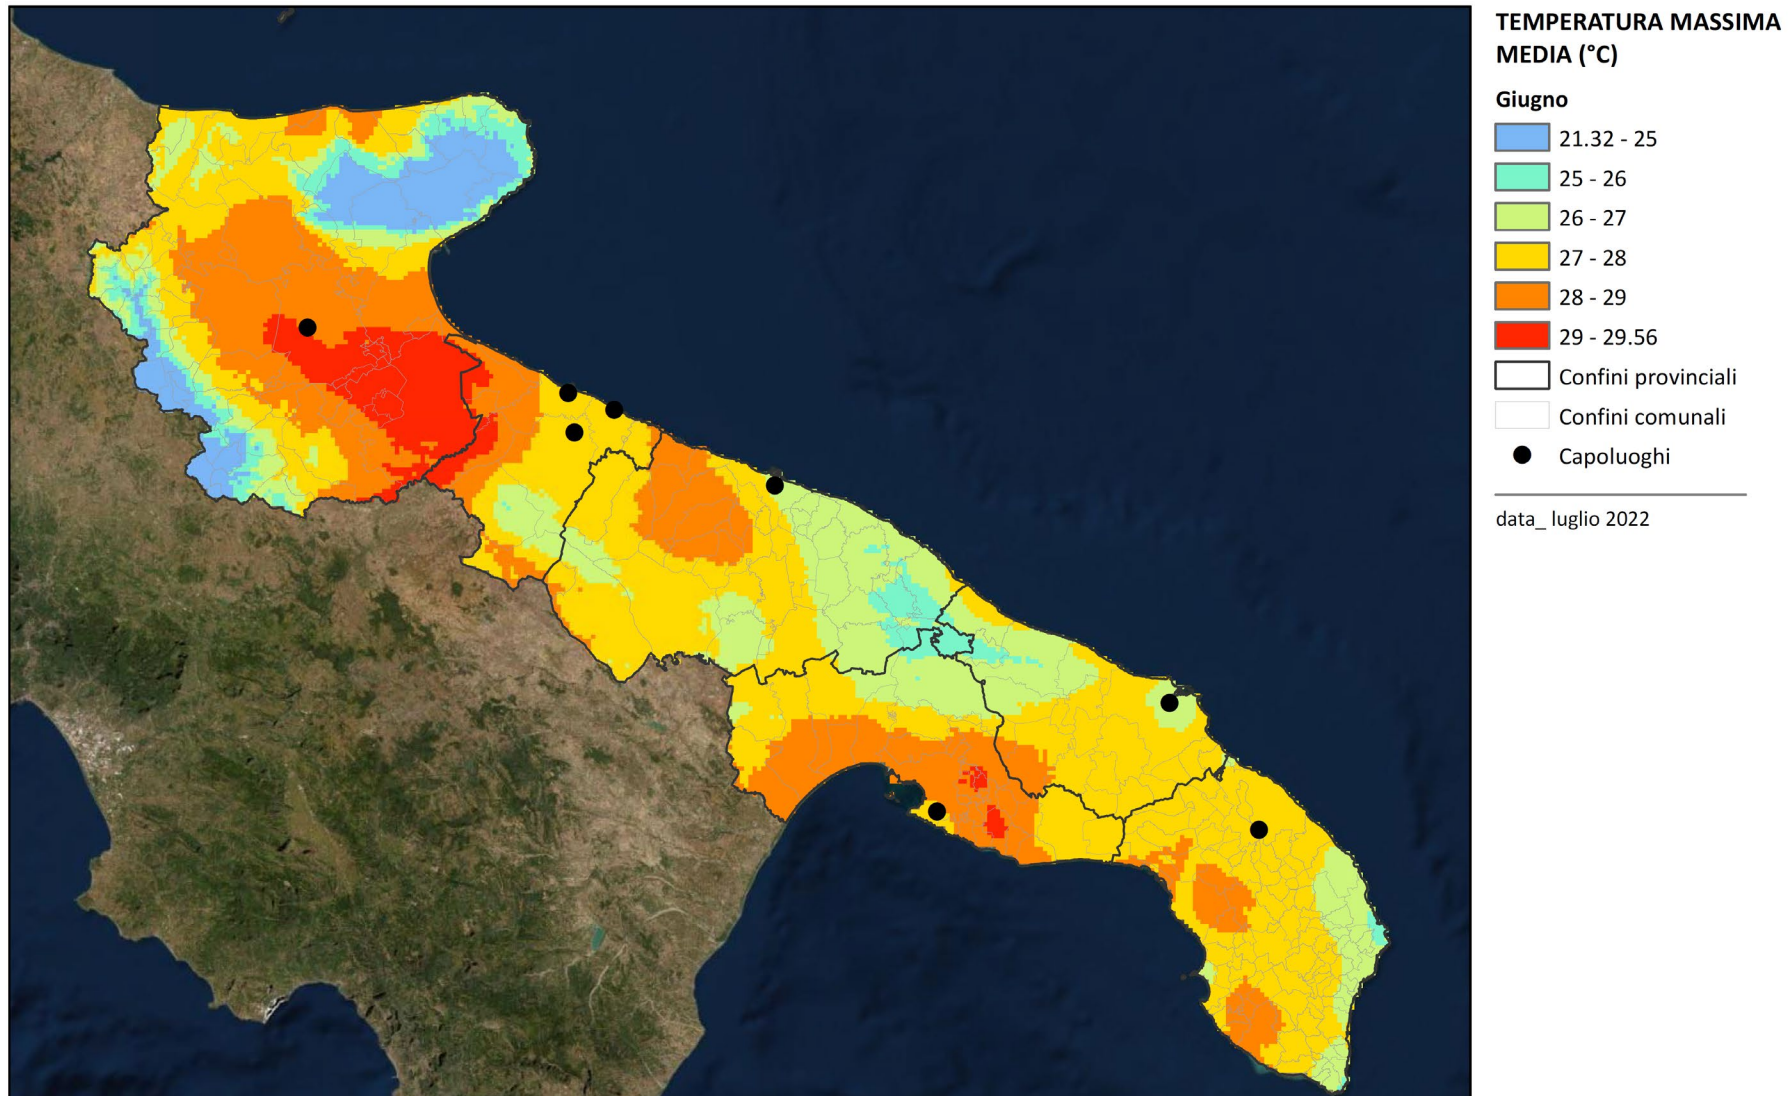 TEMPERATURA MASSIMA
MEDIA (°C)
Giugno
21.32 - 25
25 - 26
26 - 27
27 - 28
28 - 29
29 - 29.56
Confini provinciali
Confini comunali
Capoluoghi
data_ luglio 2022